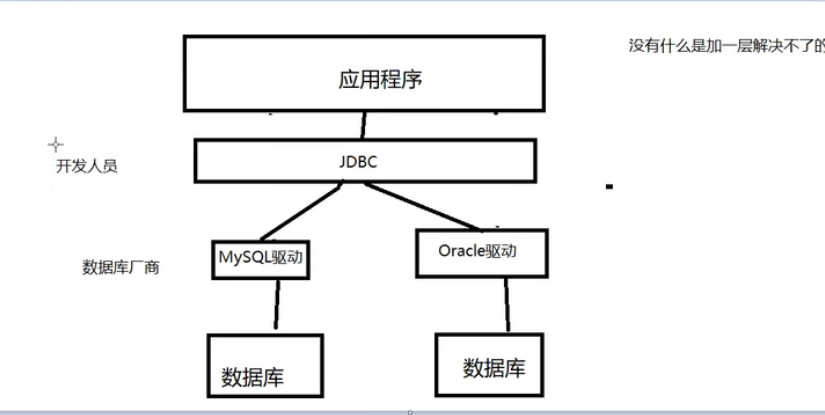 没有什么是加一层解决不了的
应用程序
开发人员
JDBC
数据库厂商
MySQL驱动
Oracle驱动
数据库
数据库